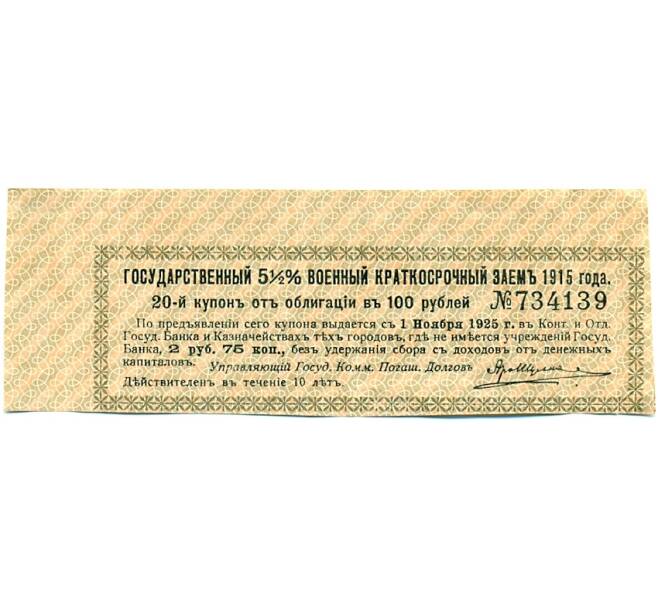 ГОСУДАРСТВЕННЫЙ 5½% ВОЕННЫЙ КРАТКОСРОЧНЫЙ ЗАЕМЪ 1915 года.
20-й купонъ отъ облигаціи въ 100 рублей №734139
По предъявленіи сего купона выдается съ 1 Ноября 1925 г. въ Конт. и Отд.
Госуд. Банка и Казначействахъ тѣхъ городовъ, гдѣ не имѣется учрежденій Госуд.
Банка, 2 руб. 75 коп., безъ удержанія сбора съ доходовъ отъ денежныхъ
капиталовъ. Управляющій Госуд. Комм. Погаш. Долговъ
Дѣйствителенъ въ теченіе 10 лѣтъ.